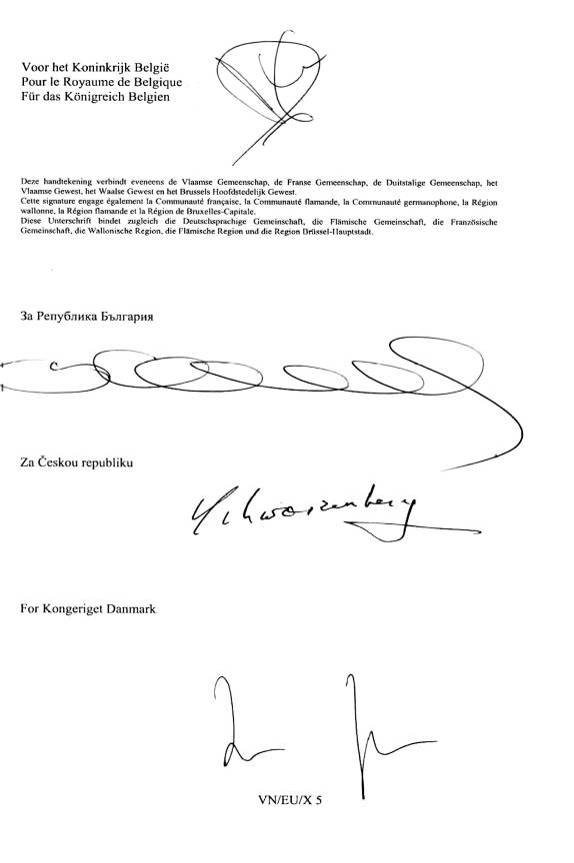 Voor het Koninkrijk België
Pour le Royaume de Belgique
Für das Königreich Belgien
Deze handtekening verbindt eveneens de Vlaamse Gemeenschap, de Franse Gemeenschap, de Duitstalige Gemeenschap, het
Vlaamse Gewest, het Waalse Gewest en het Brussels Hoofdstedelijk Gewest.
Cette signature engage également la Communauté française, la Communauté flamande, la Communauté germanophone, la Région
wallonne, la Région flamande et la Région de Bruxelles-Capitale.
Diese Unterschrift bindet zugleich die Deutschsprachige Gemeinschaft, die Flämische Gemeinschaft, die Französische
Gemeinschaft, die Wallonische Region, die Flämische Region und die Region Brüssel-Hauptstadt.
За Република България
Za Českou republiku
Schwarzenberg
For Kongeriget Danmark
VN/EU/X 5